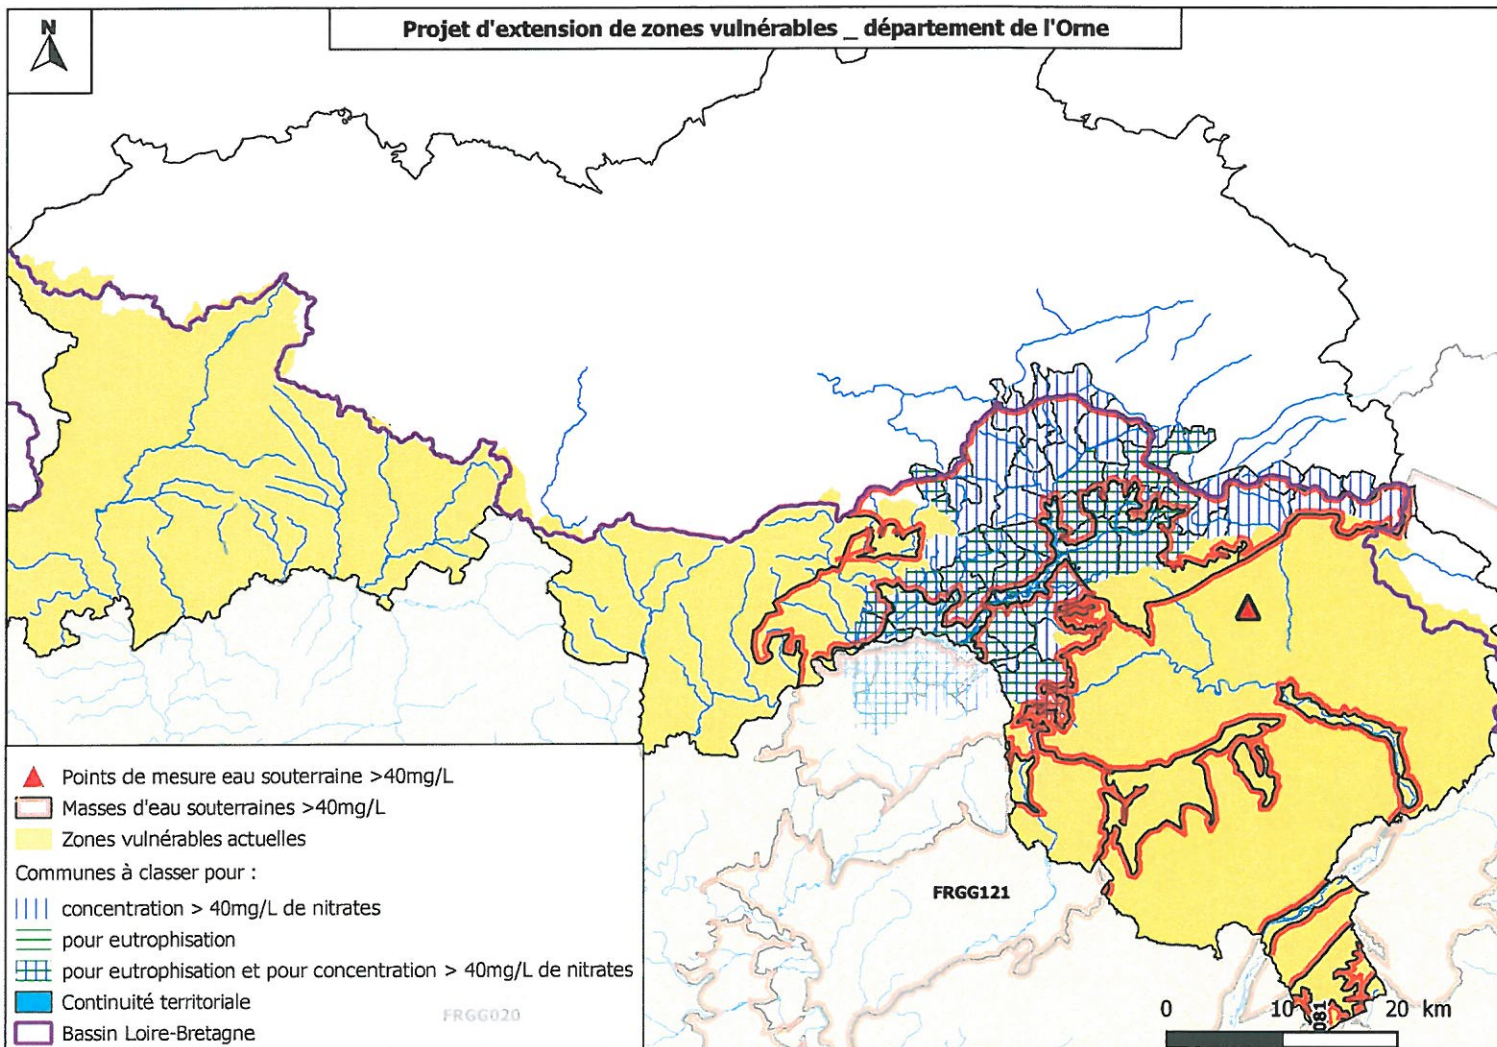 Projet d'extension de zones vulnérables _ département de l'Orne
N
Points de mesure eau souterraine >40mg/L
Masses d'eau souterraines >40mg/L
Zones vulnérables actuelles
Communes à classer pour :
concentration > 40mg/L de nitrates
pour eutrophisation
pour eutrophisation et pour concentration > 40mg/L de nitrates
Continuité territoriale
Bassin Loire-Bretagne
FRGG020
FRGG121
081
0 10 20 km